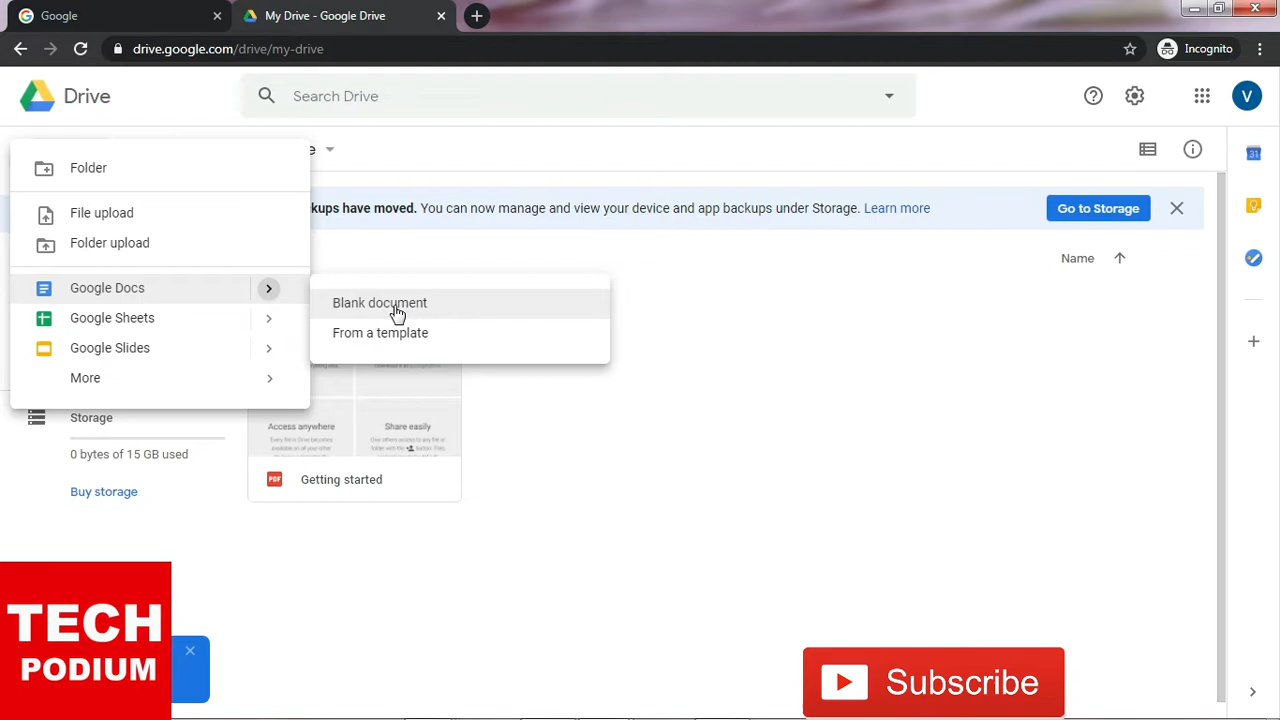 Google
My Drive - Google Drive
drive.google.com/drive/my-drive
Incognito
Drive
Search Drive
V
e
Folder
File upload
Folder upload
kups have moved. You can now manage and view your device and app backups under Storage. Learn more
Go to Storage
31
Name
Google Docs
Google Sheets
Google Slides
More
Blank document
From a template
Access anywhere
Share easily
PDF
Getting started
Storage
0 bytes of 15 GB used
Buy storage
TECH
PODIUM
Subscribe